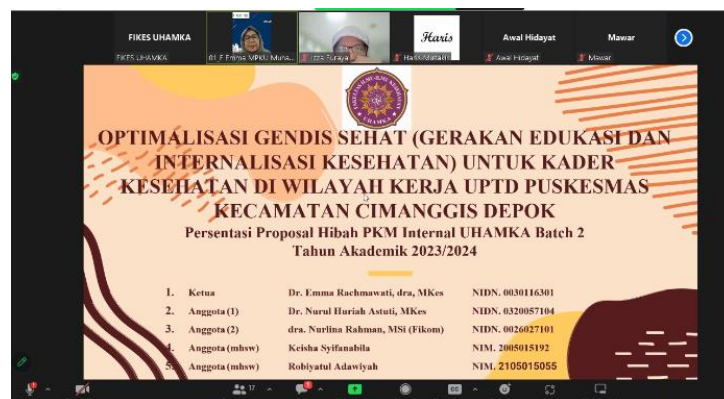 FIKES UHAMKA
Haris
Awal Hidayat
Mawar
FIKES UHAMKA
Awal Hidayat
Mawar
UHAMKA
OPTIMALISASI GENDIS SEHAT (GERAKAN EDUKASI DAN
INTERNALISASI KESEHATAN) UNTUK KADER
KESEHATAN DI WILAYAH KERJA UPTD PUSKESMAS
KECAMATAN CIMANGGIS DEPOK
Persentasi Proposal Hibah PKM Internal UHAMKA Batch 2
Tahun Akademik 2023/2024
1. Ketua Dr. Emma Rachmawati, dra, MKes NIDN. 0030116301
2. Anggota (1) Dr. Nurul Huriah Astuti, MKes NIDN. 0320057104
3. Anggota (2) dra. Nurlina Rahman, MSi (Fikom) NIDN. 0026027101
4. Anggota (mhsw) Keisha Syifanabila NIM. 2005015192
5. Anggota (mhsw) Robiyatul Adawiyah NIM. 2105015055
17
CC